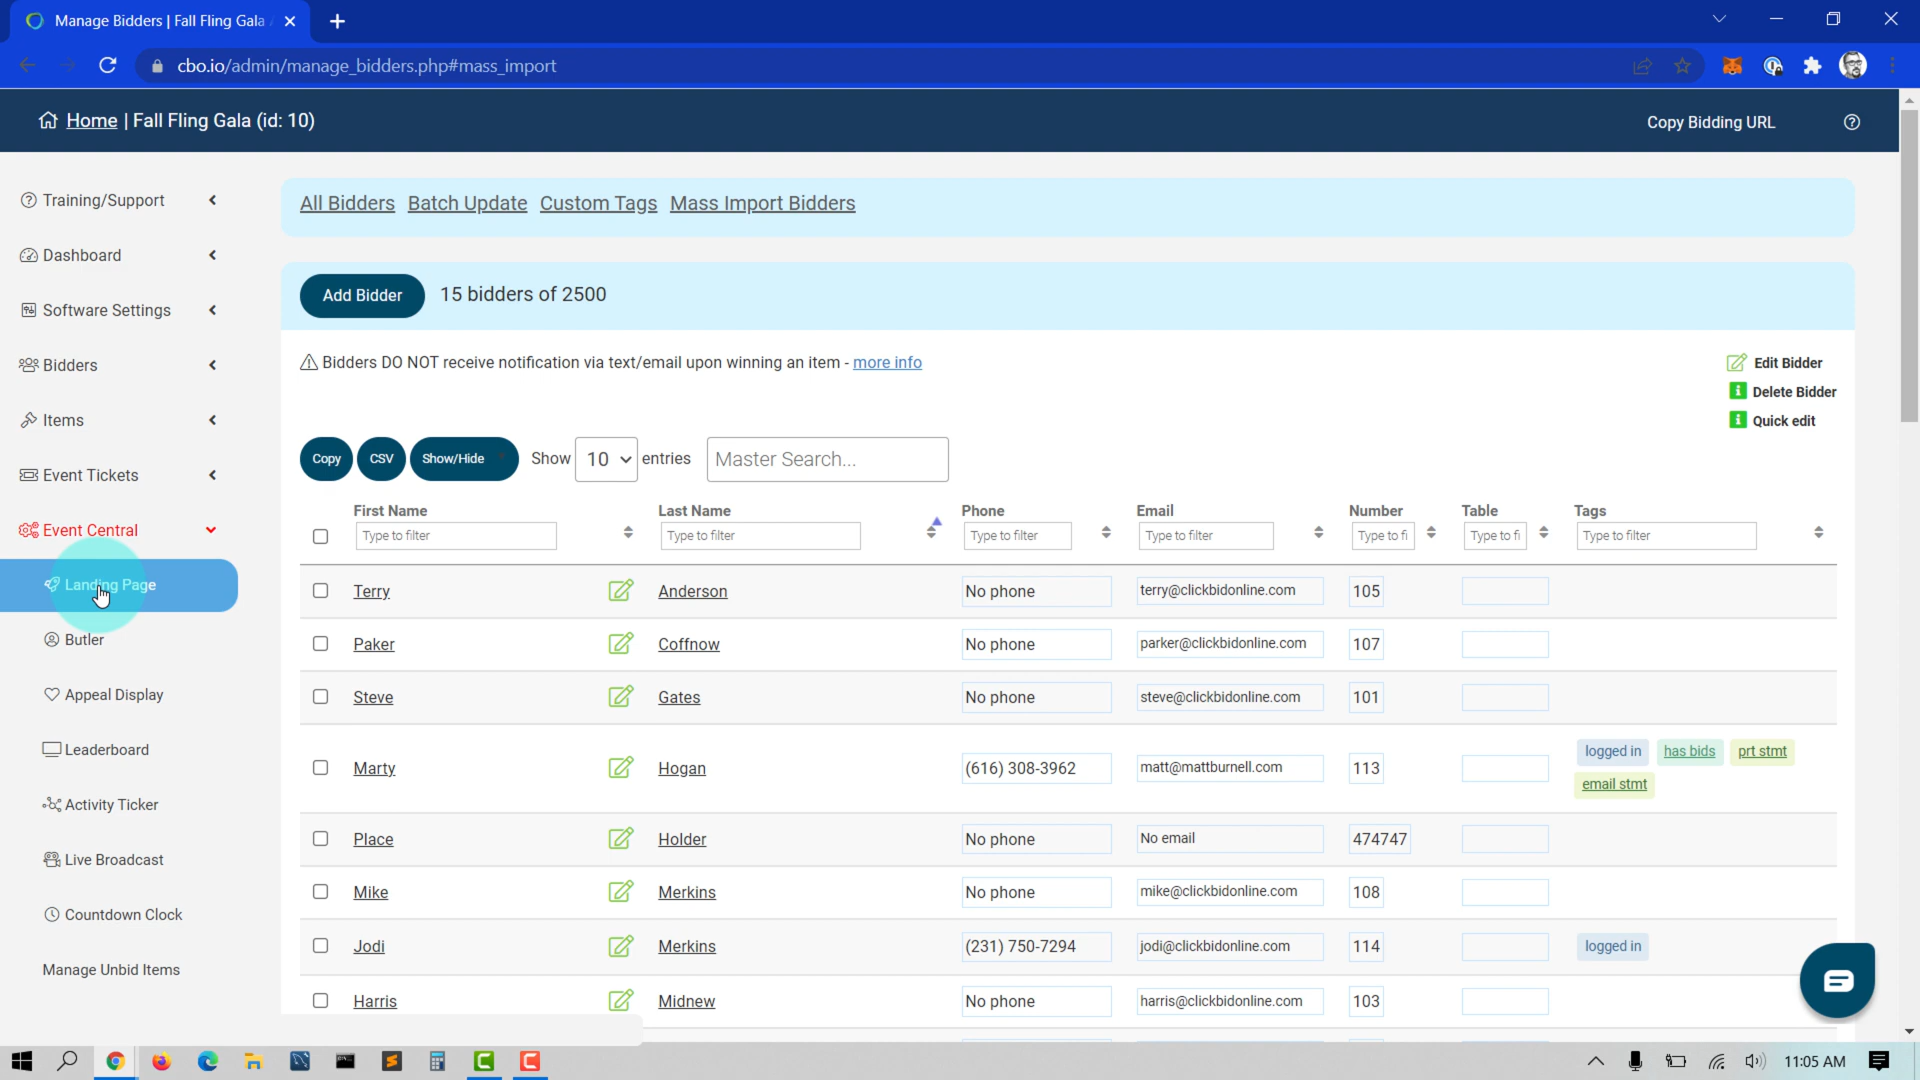 Manage Bidders | Fall Fling Gala
cbo.io/admin/manage_bidders.php#mass_import
Home | Fall Fling Gala (id: 10)
Copy Bidding URL
Training/Support
Dashboard
Software Settings
Bidders
Items
Event Tickets
Event Central
Landing Page
Butler
Appeal Display
Leaderboard
Activity Ticker
Live Broadcast
Countdown Clock
Manage Unbid Items
All Bidders Batch Update Custom Tags Mass Import Bidders
Add Bidder 15 bidders of 2500
Bidders DO NOT receive notification via text/email upon winning an item - more info
Edit Bidder
Delete Bidder
Quick edit
Copy CSV Show/Hide Show 10 entries Master Search...
First Name Last Name Phone Email Number Table Tags
Type to filter Type to filter Type to filter Type to filter Type to fi Type to fi Type to filter
Terry Anderson No phone terry@clickbidonline.com 105
Paker Coffnow No phone parker@clickbidonline.com 107
Steve Gates No phone steve@clickbidonline.com 101
Marty Hogan (616) 308-3962 matt@mattburnell.com 113 logged in has bids prt stmt
email stmt
Place Holder No phone No email 474747
Mike Merkins No phone mike@clickbidonline.com 108
Jodi Merkins (231) 750-7294 jodi@clickbidonline.com 114 logged in
Harris Midnew No phone harris@clickbidonline.com 103
11:05 AM